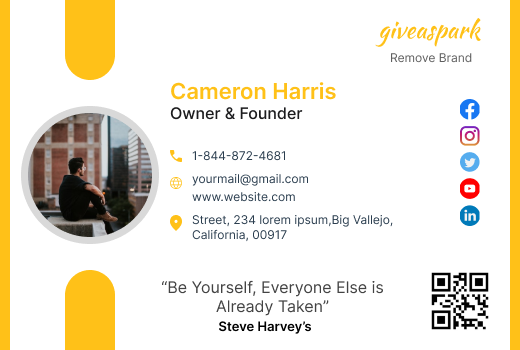 giveaspark
Remove Brand
Cameron Harris
Owner & Founder
1-844-872-4681
yourmail@gmail.com
www.website.com
Street, 234 lorem ipsum,Big Vallejo,
California, 00917
“Be Yourself, Everyone Else is
Already Taken”
Steve Harvey’s